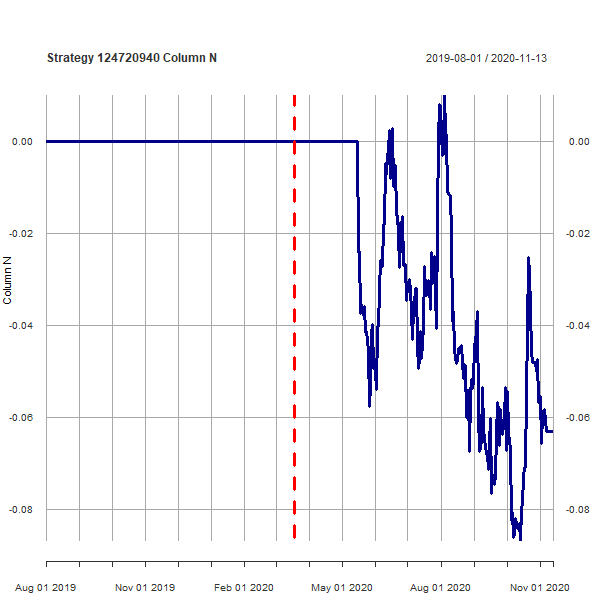 Strategy 124720940 Column N
2019-08-01 / 2020-11-13
0.00
0.00
-0.02
-0.02
Column N
-0.04
-0.04
-0.06
-0.06
-0.08
-0.08
Aug 01 2019
Nov 01 2019
Feb 01 2020
May 01 2020
Aug 01 2020
Nov 01 2020